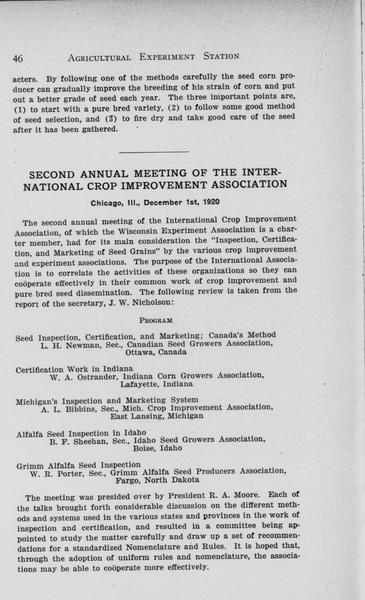 46 AGRICULTURAL EXPERIMENT STATION
acters. By following one of the methods carefully the seed corn pro-
ducer can gradually improve the breeding of his strain of corn and put
out a better grade of seed each year. The three important points are,
(1) to start with a pure bred variety, (2) to follow some good method
of seed selection, and (3) to fire dry and take good care of the seed
after it has been gathered.
SECOND ANNUAL MEETING OF THE INTER-
NATIONAL CROP IMPROVEMENT ASSOCIATION
Chicago, Ill., December 1st, 1920
The second annual meeting of the International Crop Improvement
Association, of which the Wisconsin Experiment Association is a char-
ter member, had for its main consideration the "Inspection, Certifica-
tion, and Marketing of Seed Grains" by the various crop improvement
and experiment associations. The purpose of the International Associa-
tion is to correlate the activities of these organizations so they can
coöperate effectively in their common work of crop improvement and
pure bred seed dissemination. The following review is taken from the
report of the secretary, J. W. Nicholson:
PROGRAM
Seed Inspection, Certification, and Marketing; Canada's Method
L. H. Newman, Sec., Canadian Seed Growers Association,
Ottawa, Canada
Certification Work in Indiana
W. A. Ostrander, Indiana Corn Growers Association,
Lafayette, Indiana
Michigan's Inspection and Marketing System
A. L. Bibbins, Sec., Mich. Crop Improvement Association,
East Lansing, Michigan
Alfalfa Seed Inspection in Idaho
B. F. Sheehan, Sec., Idaho Seed Growers Association,
Boise, Idaho
Grimm Alfalfa Seed Inspection
W. R. Porter, Sec., Grimm Alfalfa Seed Producers Association,
Fargo, North Dakota
The meeting was presided over by President R. A. Moore. Each of
the talks brought forth considerable discussion on the different meth-
ods and systems used in the various states and provinces in the work of
inspection and certification, and resulted in a committee being ap-
pointed to study the matter carefully and draw up a set of recommen-
dations for a standardized Nomenclature and Rules. It is hoped that,
through the adoption of uniform rules and nomenclature, the associa-
tions may be able to coöperate more effectively.